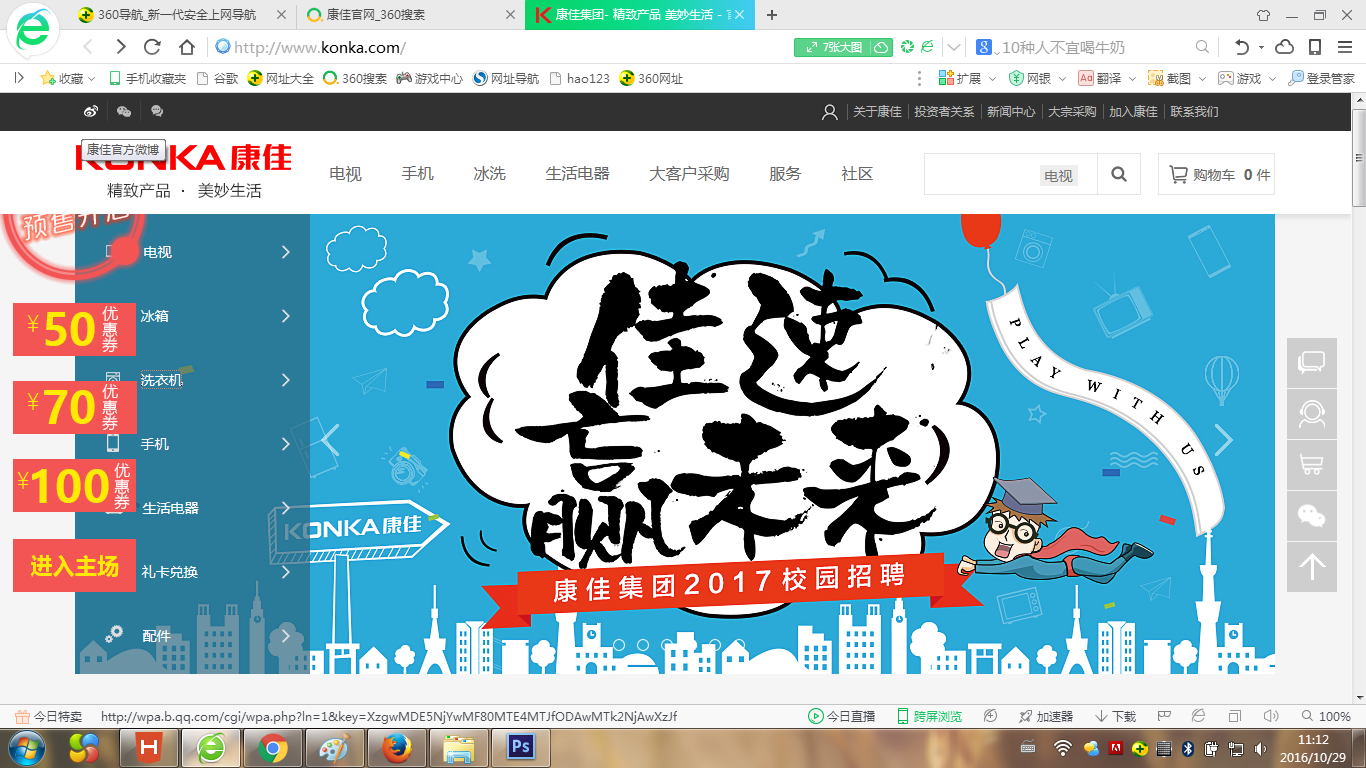 360导航_新一代安全上网导航
康佳官网_360搜索
康佳集团- 精致产品 美妙生活 - 官
http://www.konka.com/
7张大图
10种人不宜喝牛奶
收藏 手机收藏夹 谷歌 网址大全 360搜索 游戏中心 网址导航 hao123 360网址
扩展 网银 翻译 截图 游戏 登录管家
关于康佳 投资者关系 新闻中心 大宗采购 加入康佳 联系我们
康佳官方微博
KONKA 康佳
精致产品 · 美妙生活
电视 手机 冰洗 生活电器 大客户采购 服务 社区
电视
购物车 0 件
预售开启
电视
冰箱
洗衣机
手机
生活电器
礼卡兑换
配件
¥50 优惠券
¥70 优惠券
¥100 优惠券
进入主场
KONKA 康佳
佳速
赢未来
康佳集团2017校园招聘
PLAY WITH US
今日特卖
http://wpa.b.qq.com/cgi/wpa.php?ln=1&key=XzgwMDE5NjYwMF80MTE4MTJfODAwMTk2NjAwXzJf
今日直播 跨屏浏览 加速器 下载 100%
11:12
2016/10/29